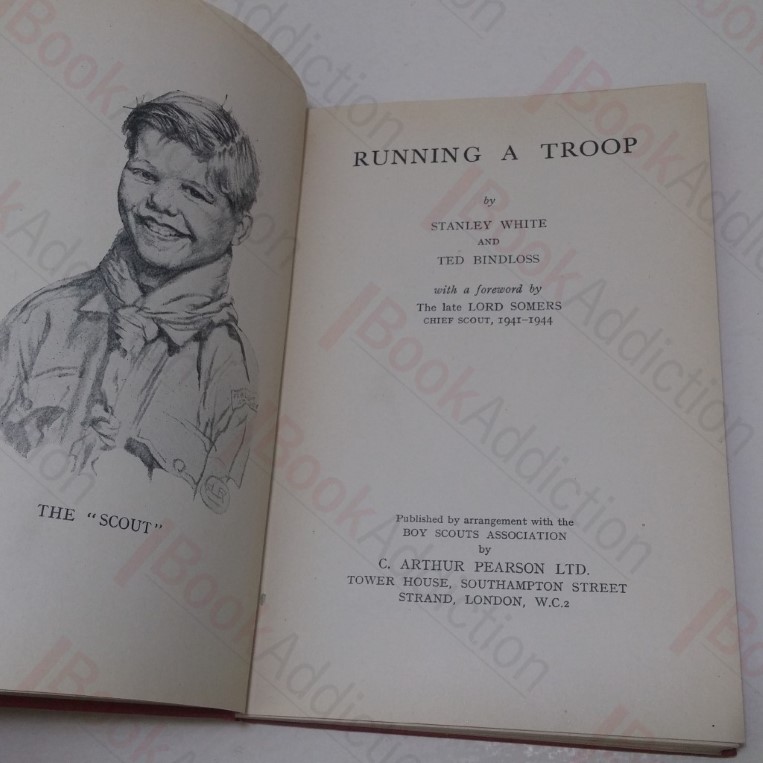 THE "SCOUT"
RUNNING A TROOP
by
STANLEY WHITE
AND
TED BINDLOSS
with a foreword by
The late LORD SOMERS
CHIEF SCOUT, 1941-1944
Published by arrangement with the
BOY SCOUTS ASSOCIATION
by
C. ARTHUR PEARSON LTD.
TOWER HOUSE, SOUTHAMPTON STREET
STRAND, LONDON, W.C.2
BookAddiction